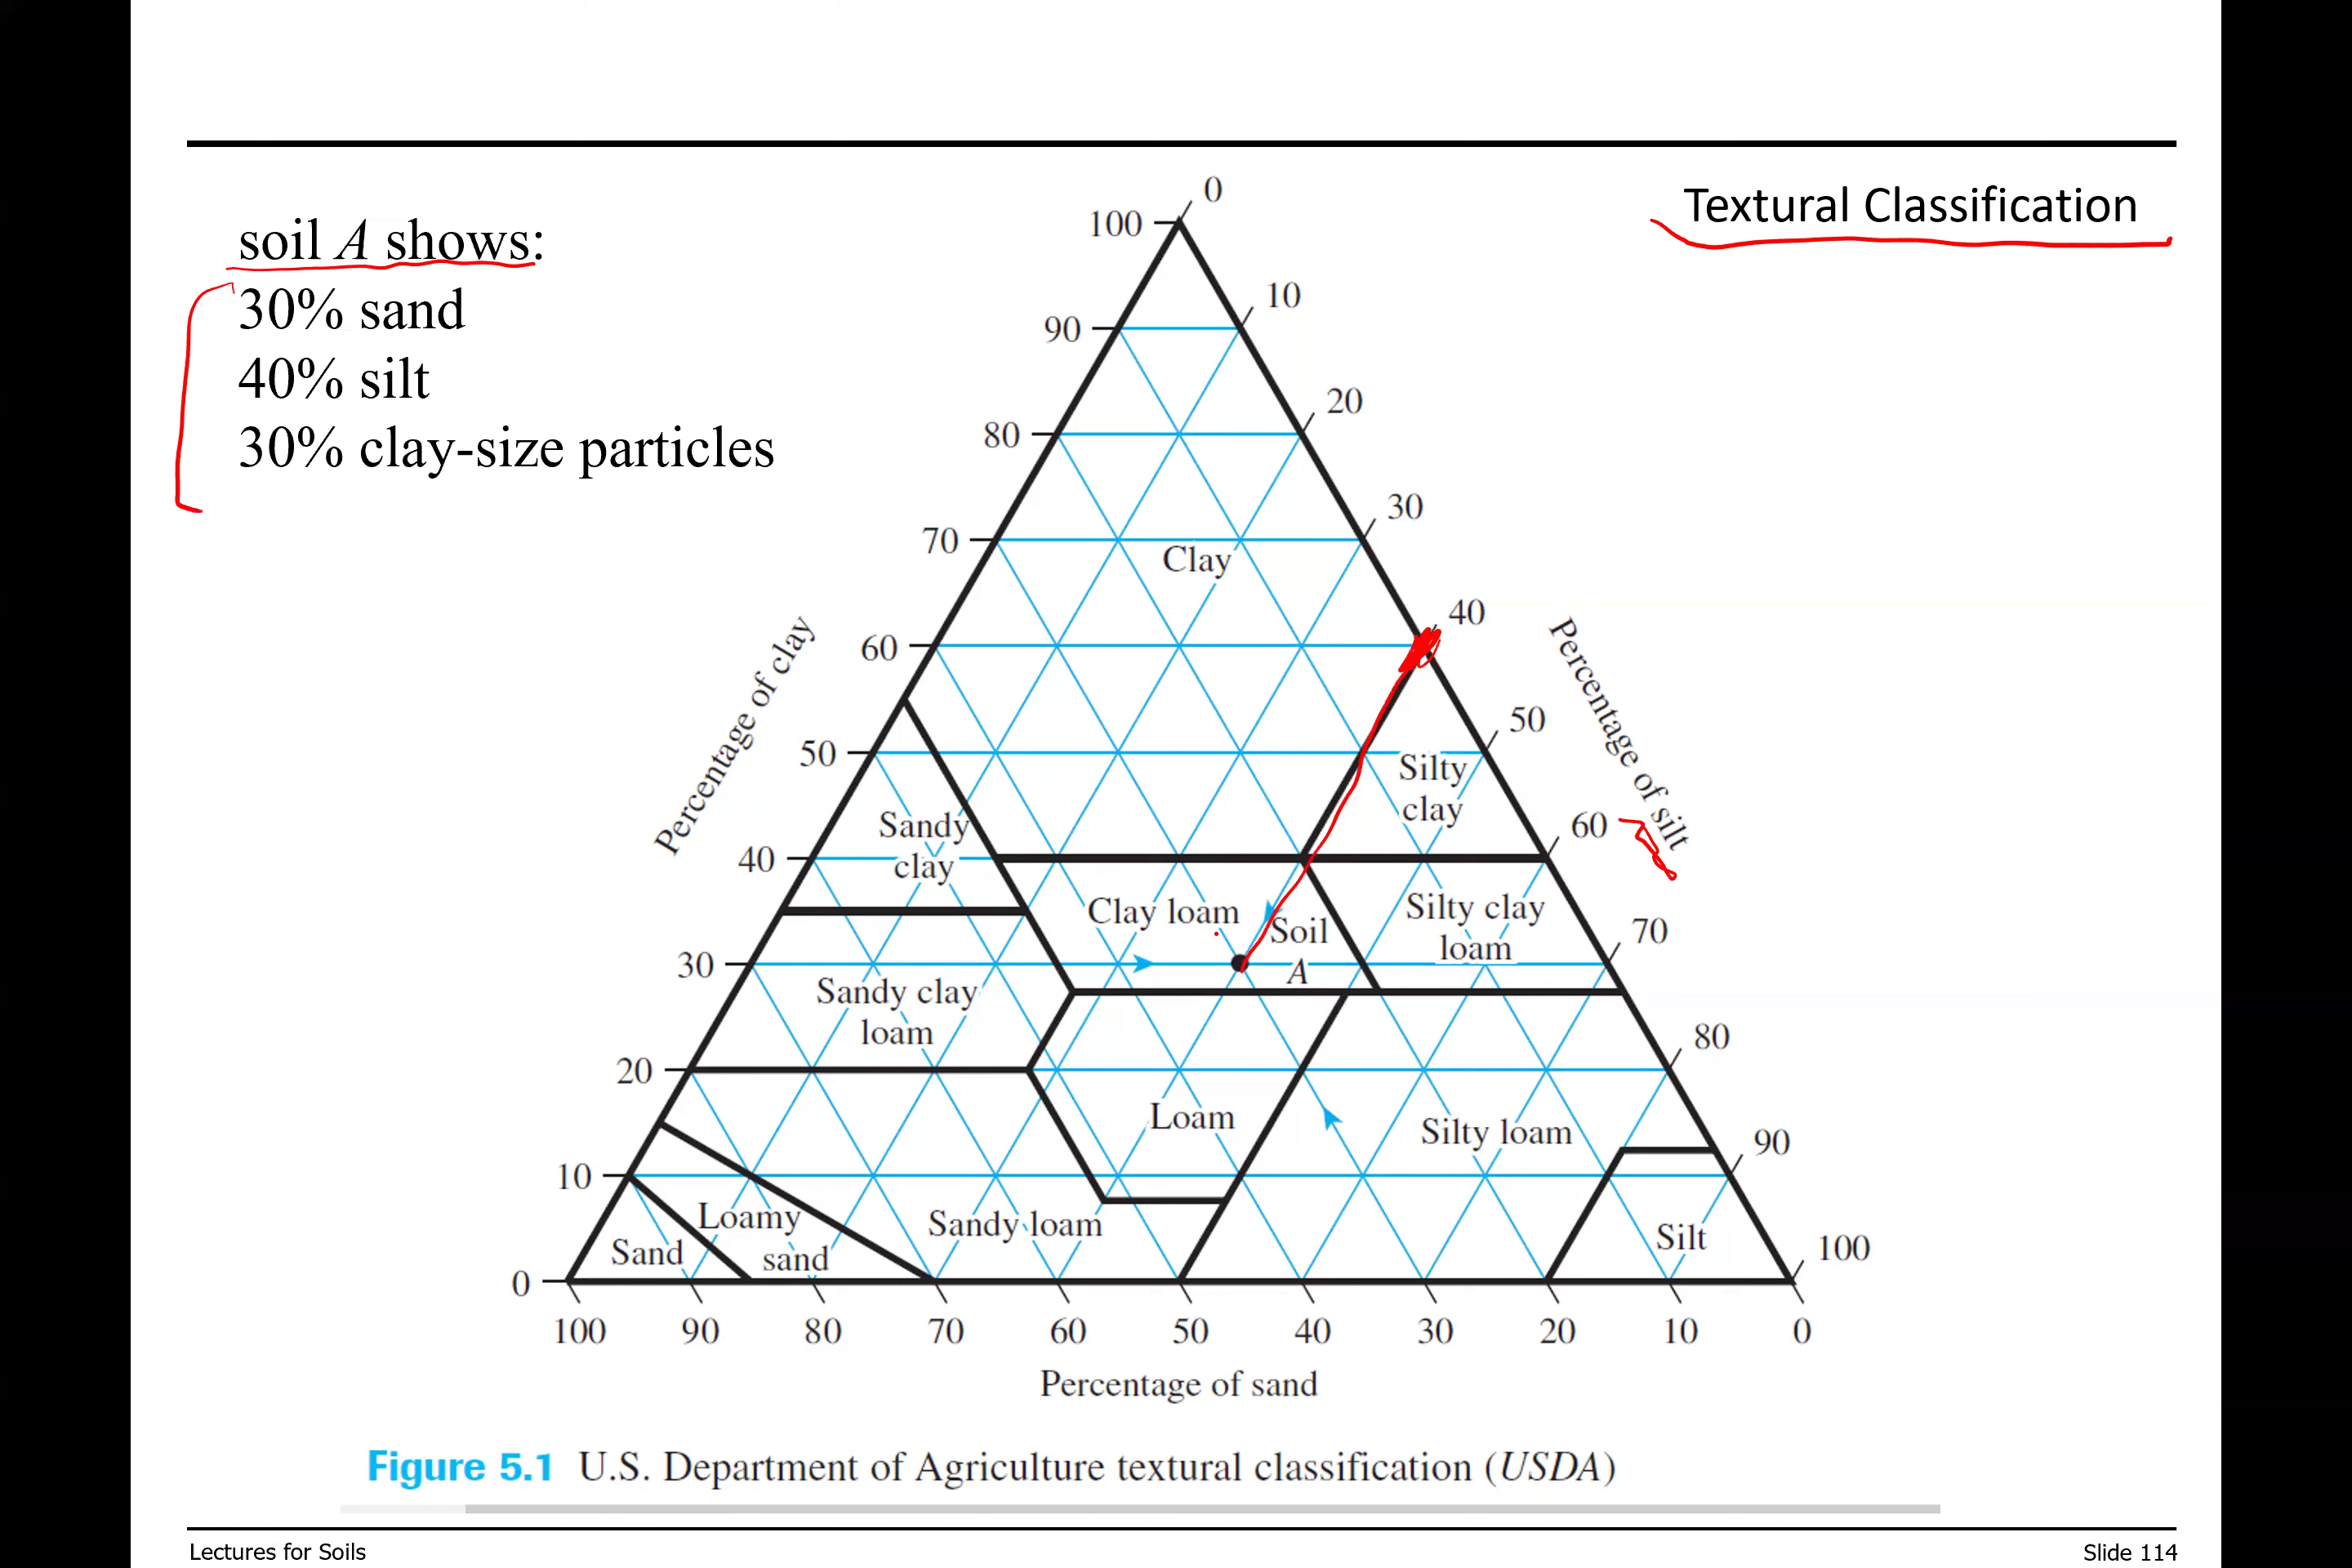 Textural Classification
soil A shows:
30% sand
40% silt
30% clay-size particles
0
100
10
90
20
80
30
70
Clay
40
60
Percentage of clay
Percentage of silt
50
50
Silty
clay
60
Sandy
clay
40
Clay loam
Soil
A
Silty clay
loam
70
30
Sandy clay
loam
80
20
Loam
Silty loam
90
10
Loamy
sand
Sand
Sandy loam
Silt
100
0
100 90 80 70 60 50 40 30 20 10 0
Percentage of sand
Figure 5.1 U.S. Department of Agriculture textural classification (USDA)
Lectures for Soils
Slide 114